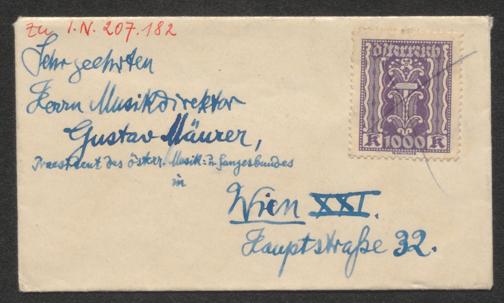 zu I.N. 207.182
Sehr geehrten
Herrn Musikdirektor
Gustav Mäurer,
Praesident des österr. Musik- u. Sangesbundes
in
Wien XXI.
Hauptstraße 32.
Österreich
K 1000 K